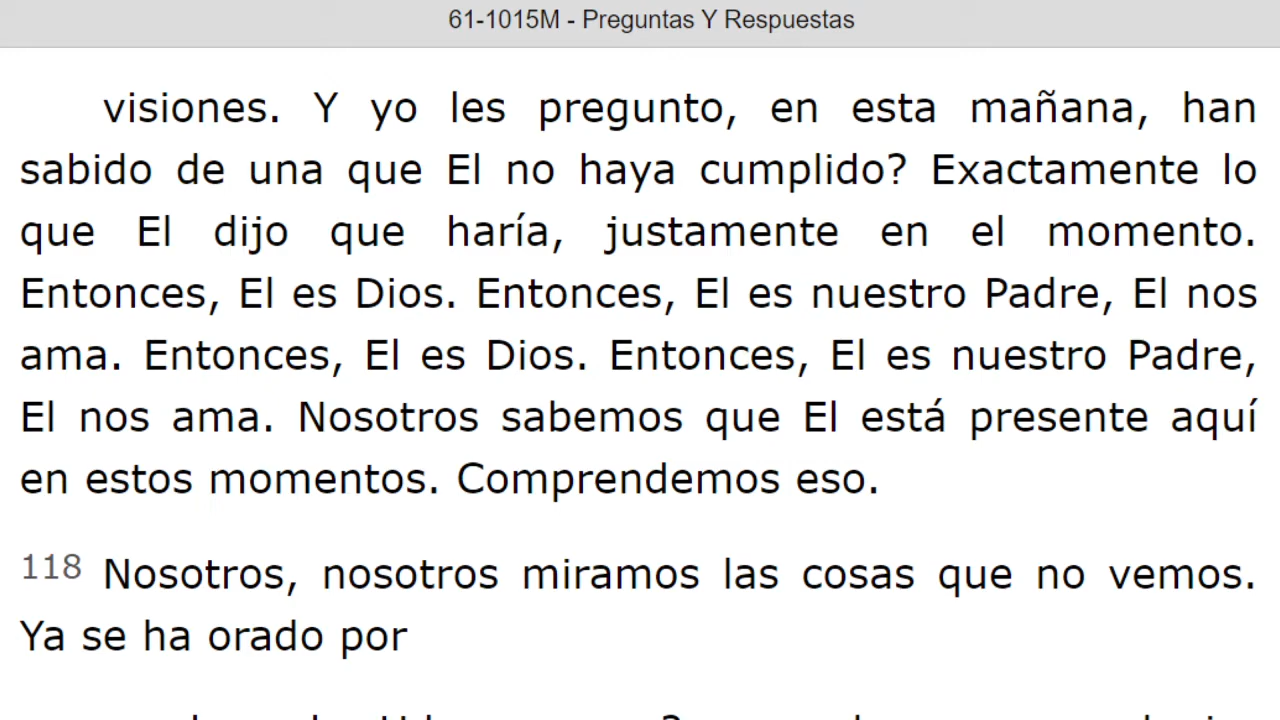 61-1015M - Preguntas Y Respuestas
visiones. Y yo les pregunto, en esta mañana, han
sabido de una que El no haya cumplido? Exactamente lo
que El dijo que haría, justamente en el momento.
Entonces, El es Dios. Entonces, El es nuestro Padre, El nos
ama. Entonces, El es Dios. Entonces, El es nuestro Padre,
El nos ama. Nosotros sabemos que El está presente aquí
en estos momentos. Comprendemos eso.
118 Nosotros, nosotros miramos las cosas que no vemos.
Ya se ha orado por